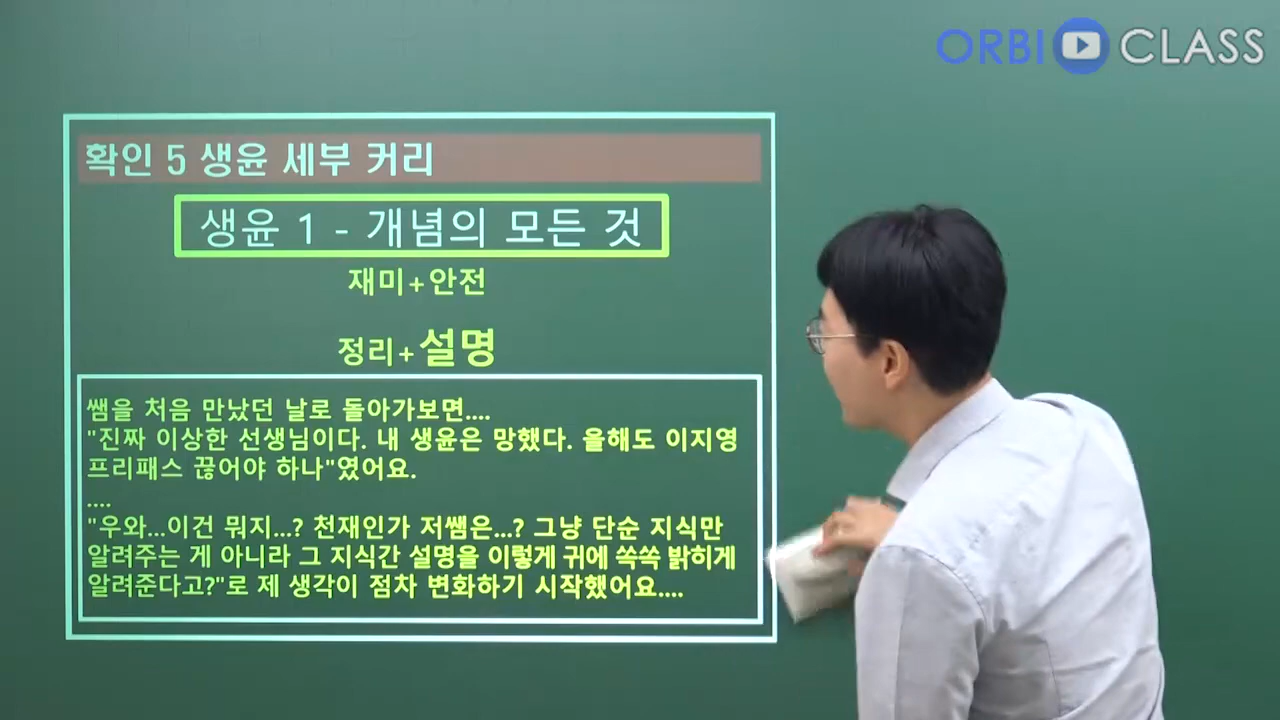 ORBI CLASS
확인 5 생윤 세부 커리
생윤 1 - 개념의 모든 것
재미+안전
정리+설명
쌤을 처음 만났던 날로 돌아가보면....
"진짜 이상한 선생님이다. 내 생윤은 망했다. 올해도 이지영
프리패스 끊어야 하나"였어요.
....
"우와...이건 뭐지...? 천재인가 저쌤은...? 그냥 단순 지식만
알려주는 게 아니라 그 지식간 설명을 이렇게 귀에 쏙쏙 밝히게
알려준다고?"로 제 생각이 점차 변화하기 시작했어요....